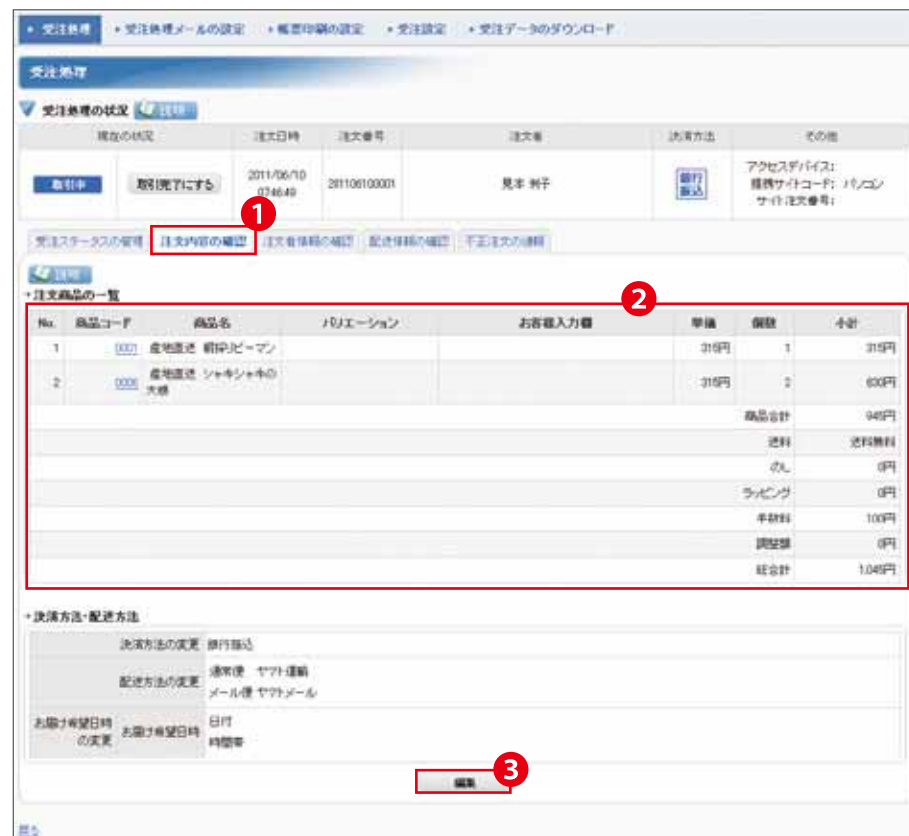 受注処理 受注処理メールの設定 帳票印刷の設定 受注設定 受注データのダウンロード
受注処理
受注処理の状況 説明
現在の状況 注文日時 注文番号 注文者 決済方法 その他
取引中 取引完了にする 2011/06/10 07:46:49 201106100001 見本 利子 銀行振込 アクセスデバイス:
提携サイトコード: パソコン
サイト注文番号:
1
受注ステータスの管理 注文内容の確認 注文者情報の確認 配送情報の確認 不正注文の通報
説明
注文商品の一覧
2
No. 商品コード 商品名 バリエーション お客様入力欄 単価 個数 小計
1 0001 産地直送 朝採りピーマン 315円 1 315円
2 産地直送 シャキシャキの大根 315円 2 630円
商品合計 945円
送料 送料無料
のし 0円
ラッピング 0円
手数料 100円
調整額 0円
総合計 1,045円
決済方法・配送方法
決済方法の変更 銀行振込
配送方法の変更 通常便 ヤマト運輸
メール便 ヤマトメール
お届け希望日時の変更 お届け希望日時 日付
時間帯
編集
3
戻る